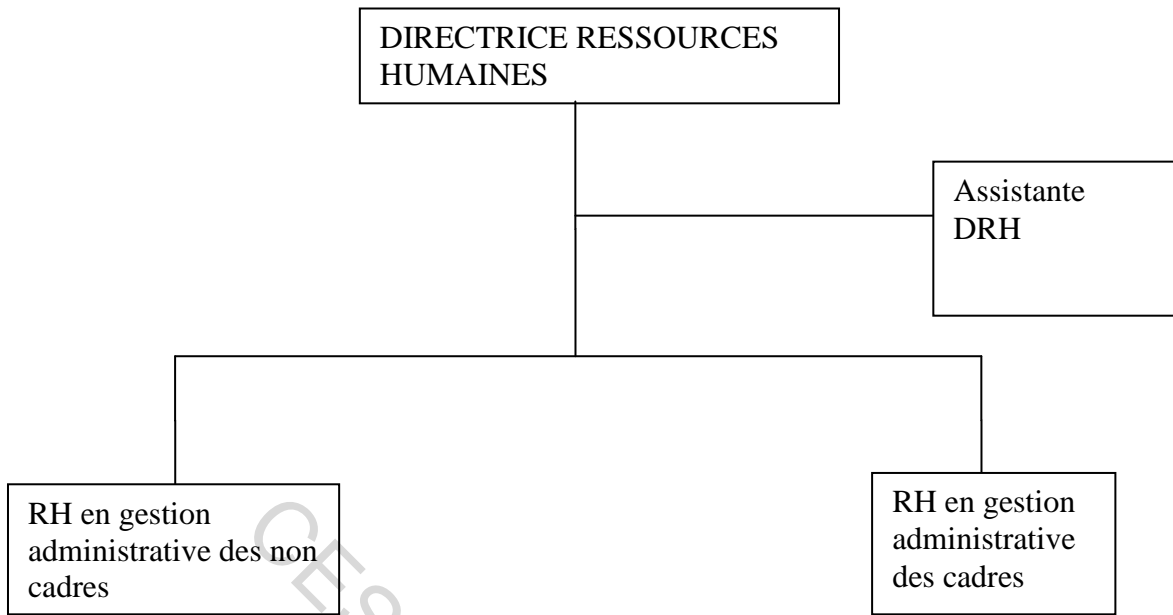 DIRECTRICE RESSOURCES
HUMAINES
Assistante
DRH
RH en gestion
administrative des non
cadres
RH en gestion
administrative
des cadres